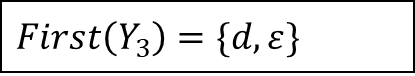 First(Y₃) = {d, ε}